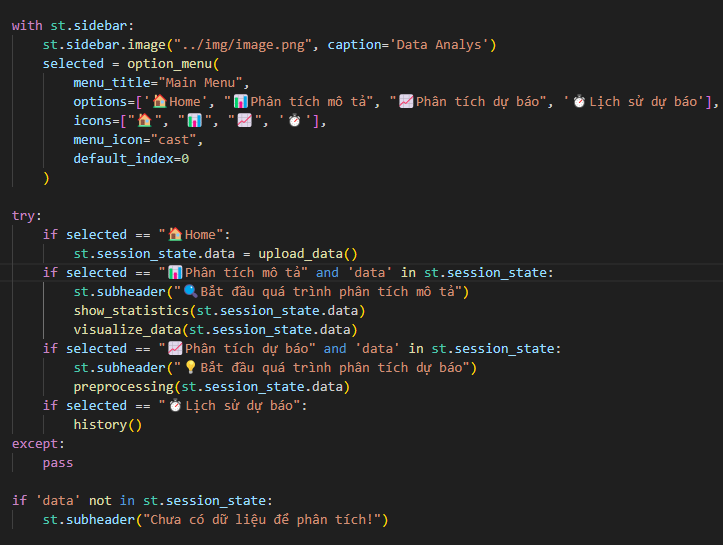 with st.sidebar:
    st.sidebar.image("../img/image.png", caption='Data Analys')
    selected = option_menu(
        menu_title="Main Menu",
        options=['🏠Home', "📊Phân tích mô tả", "📈Phân tích dự báo", '⏱Lịch sử dự báo'],
        icons=["🏠", "📊", "📈", '⏱'],
        menu_icon="cast",
        default_index=0
    )
try:
    if selected == "🏠Home":
        st.session_state.data = upload_data()
    if selected == "📊Phân tích mô tả" and 'data' in st.session_state:
        st.subheader("🔍Bắt đầu quá trình phân tích mô tả")
        show_statistics(st.session_state.data)
        visualize_data(st.session_state.data)
    if selected == "📈Phân tích dự báo" and 'data' in st.session_state:
        st.subheader("💡Bắt đầu quá trình phân tích dự báo")
        preprocessing(st.session_state.data)
    if selected == "⏱Lịch sử dự báo":
        history()
except:
    pass
if 'data' not in st.session_state:
    st.subheader("Chưa có dữ liệu để phân tích!")